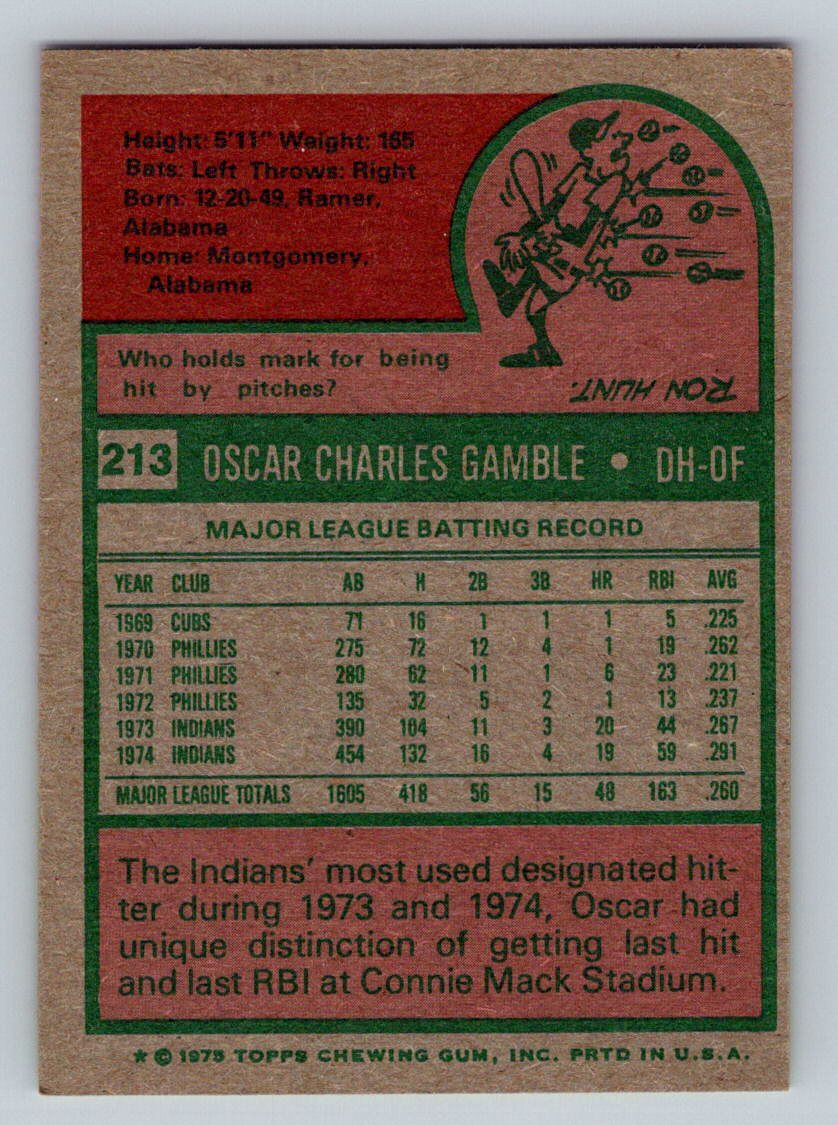 Height: 5'11" Weight: 165
Bats: Left Throws: Right
Born: 12-20-49, Ramer,
Alabama
Home: Montgomery,
Alabama
Who holds mark for being
hit by pitches?
RON HUNT.
213 OSCAR CHARLES GAMBLE • DH-OF
MAJOR LEAGUE BATTING RECORD
YEAR CLUB AB H 2B 3B HR RBI AVG
1969 CUBS 71 16 1 1 1 5 .225
1970 PHILLIES 275 72 12 4 1 19 .262
1971 PHILLIES 280 62 11 1 6 23 .221
1972 PHILLIES 135 32 5 2 1 13 .237
1973 INDIANS 390 104 11 3 20 44 .267
1974 INDIANS 454 132 16 4 19 59 .291
MAJOR LEAGUE TOTALS 1605 418 56 15 48 163 .260
The Indians' most used designated hit-
ter during 1973 and 1974, Oscar had
unique distinction of getting last hit
and last RBI at Connie Mack Stadium.
* © 1975 TOPPS CHEWING GUM, INC. PRTD IN U.S.A.